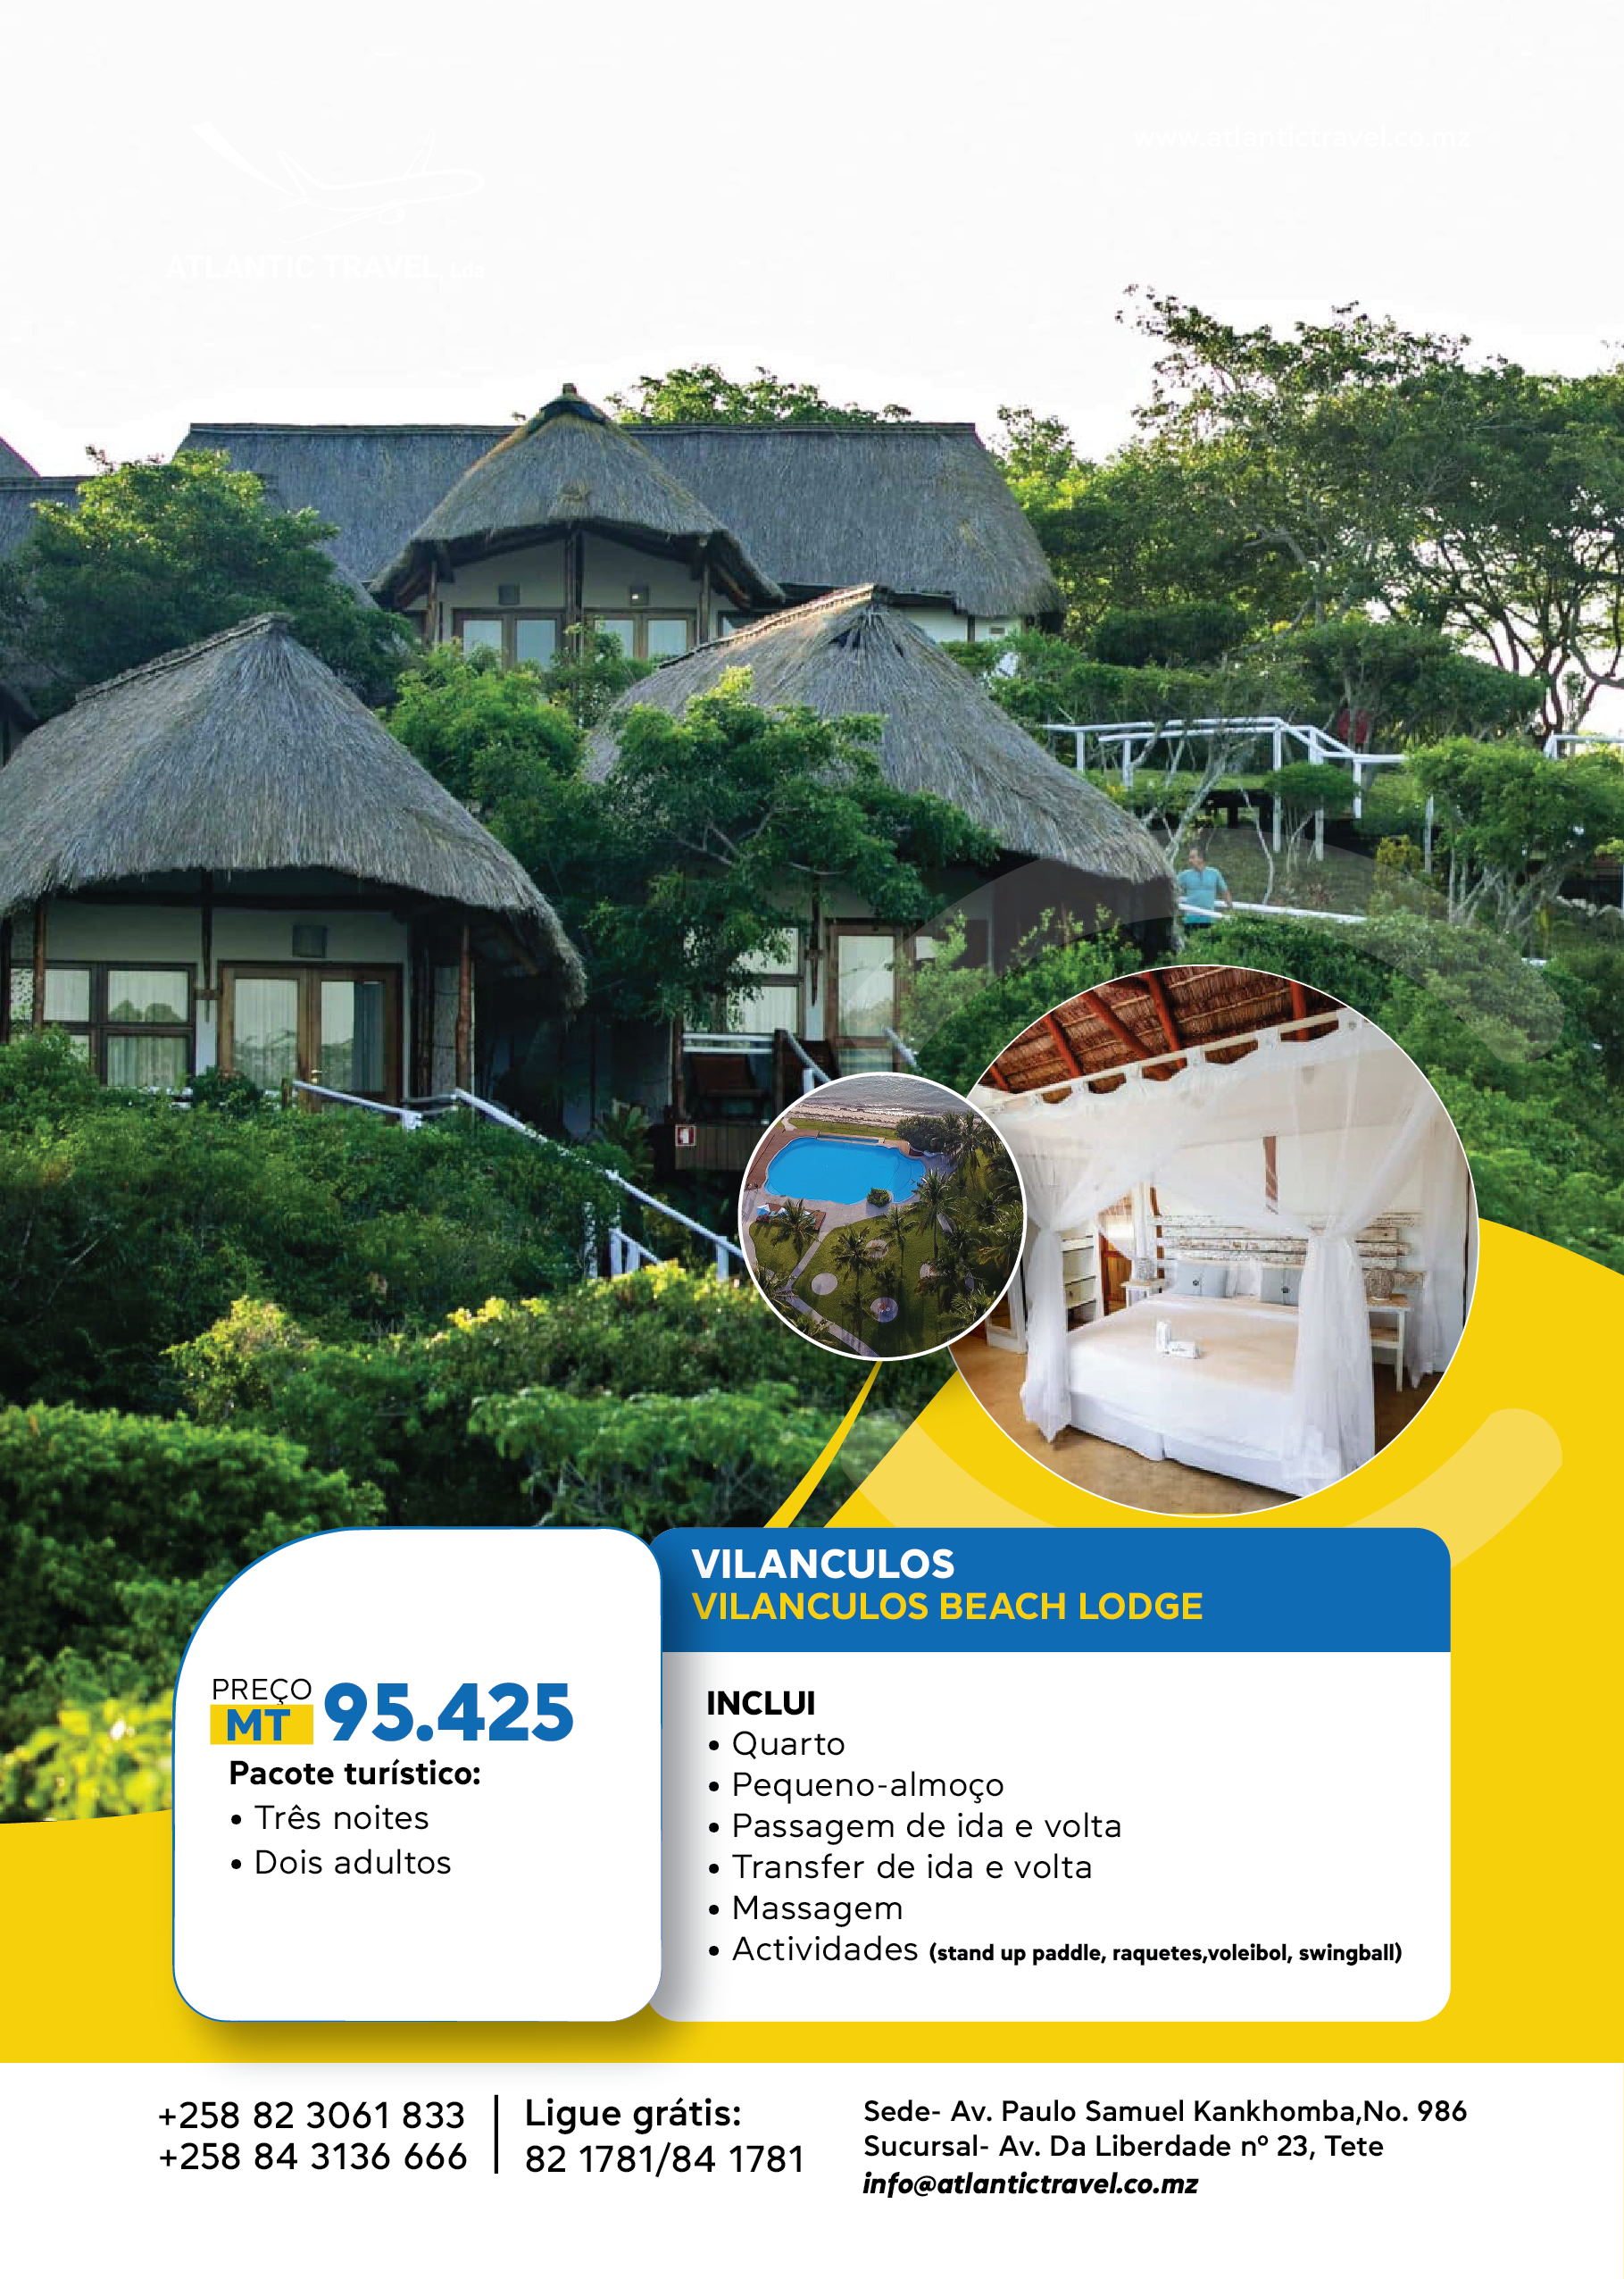 www.atlantictravel.co.mz
ATLANTIC TRAVEL, Lda
VILANCULOS
VILANCULOS BEACH LODGE
PREÇO
MT 95.425
Pacote turístico:
• Três noites
• Dois adultos
INCLUI
• Quarto
• Pequeno-almoço
• Passagem de ida e volta
• Transfer de ida e volta
• Massagem
• Actividades (stand up paddle, raquetes,voleibol, swingball)
+258 82 3061 833
+258 84 3136 666
Ligue grátis:
82 1781/84 1781
Sede- Av. Paulo Samuel Kankhomba,No. 986
Sucursal- Av. Da Liberdade nº 23, Tete
info@atlantictravel.co.mz